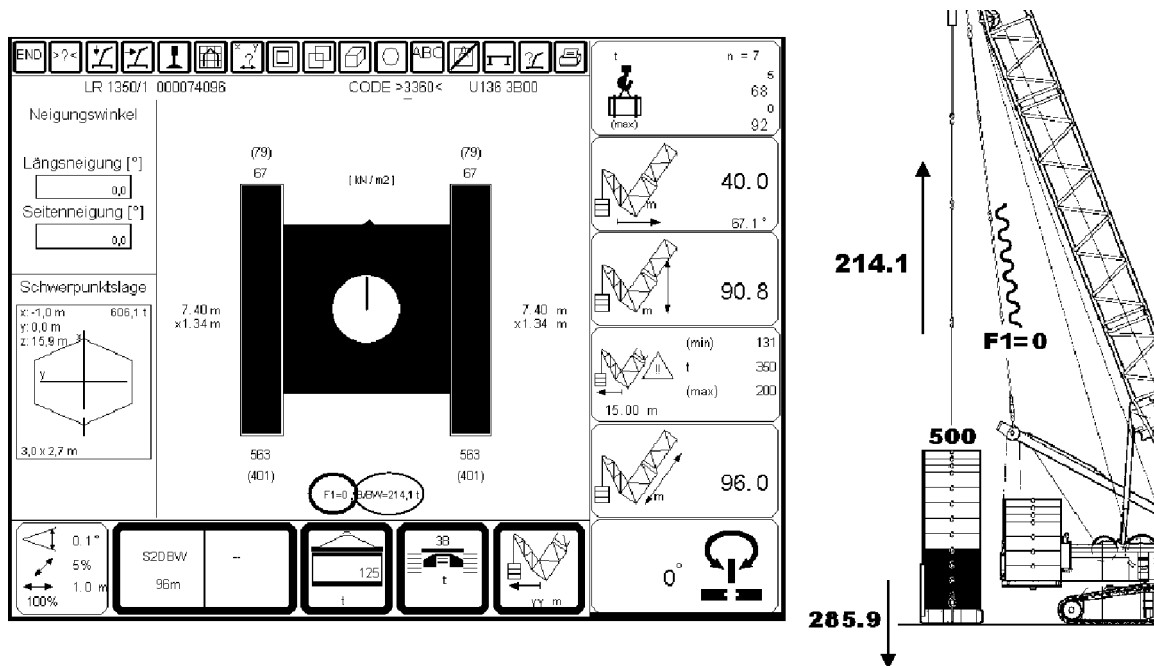 END >?< x y ? ABC ?
LR 1350/1 000074096 CODE >3360< U136 3B00
Neigungswinkel
Längsneigung [°]
0,0
Seitenneigung [°]
0,0
Schwerpunktslage
x: -1,0 m 606,1 t
y: 0,0 m
z: 15,9 m x
y
3,0 x 2,7 m
(79) (79)
67 [ kN / m2 ] 67
7.40 m 7.40 m
x1.34 m x1.34 m
563 563
(401) (401)
F1=0 B/BW=214,1 t
t n = 7
s
68
0
(max) 92
40.0
m
67.1°
90.8
m
(min) 131
!! t 350
(max) 200
15.00 m
96.0
m
0°
0.1°
5%
1.0 m
100%
S2DBW --
96m
125
t
3B
t
YY m
214.1
F1=0
500
285.9